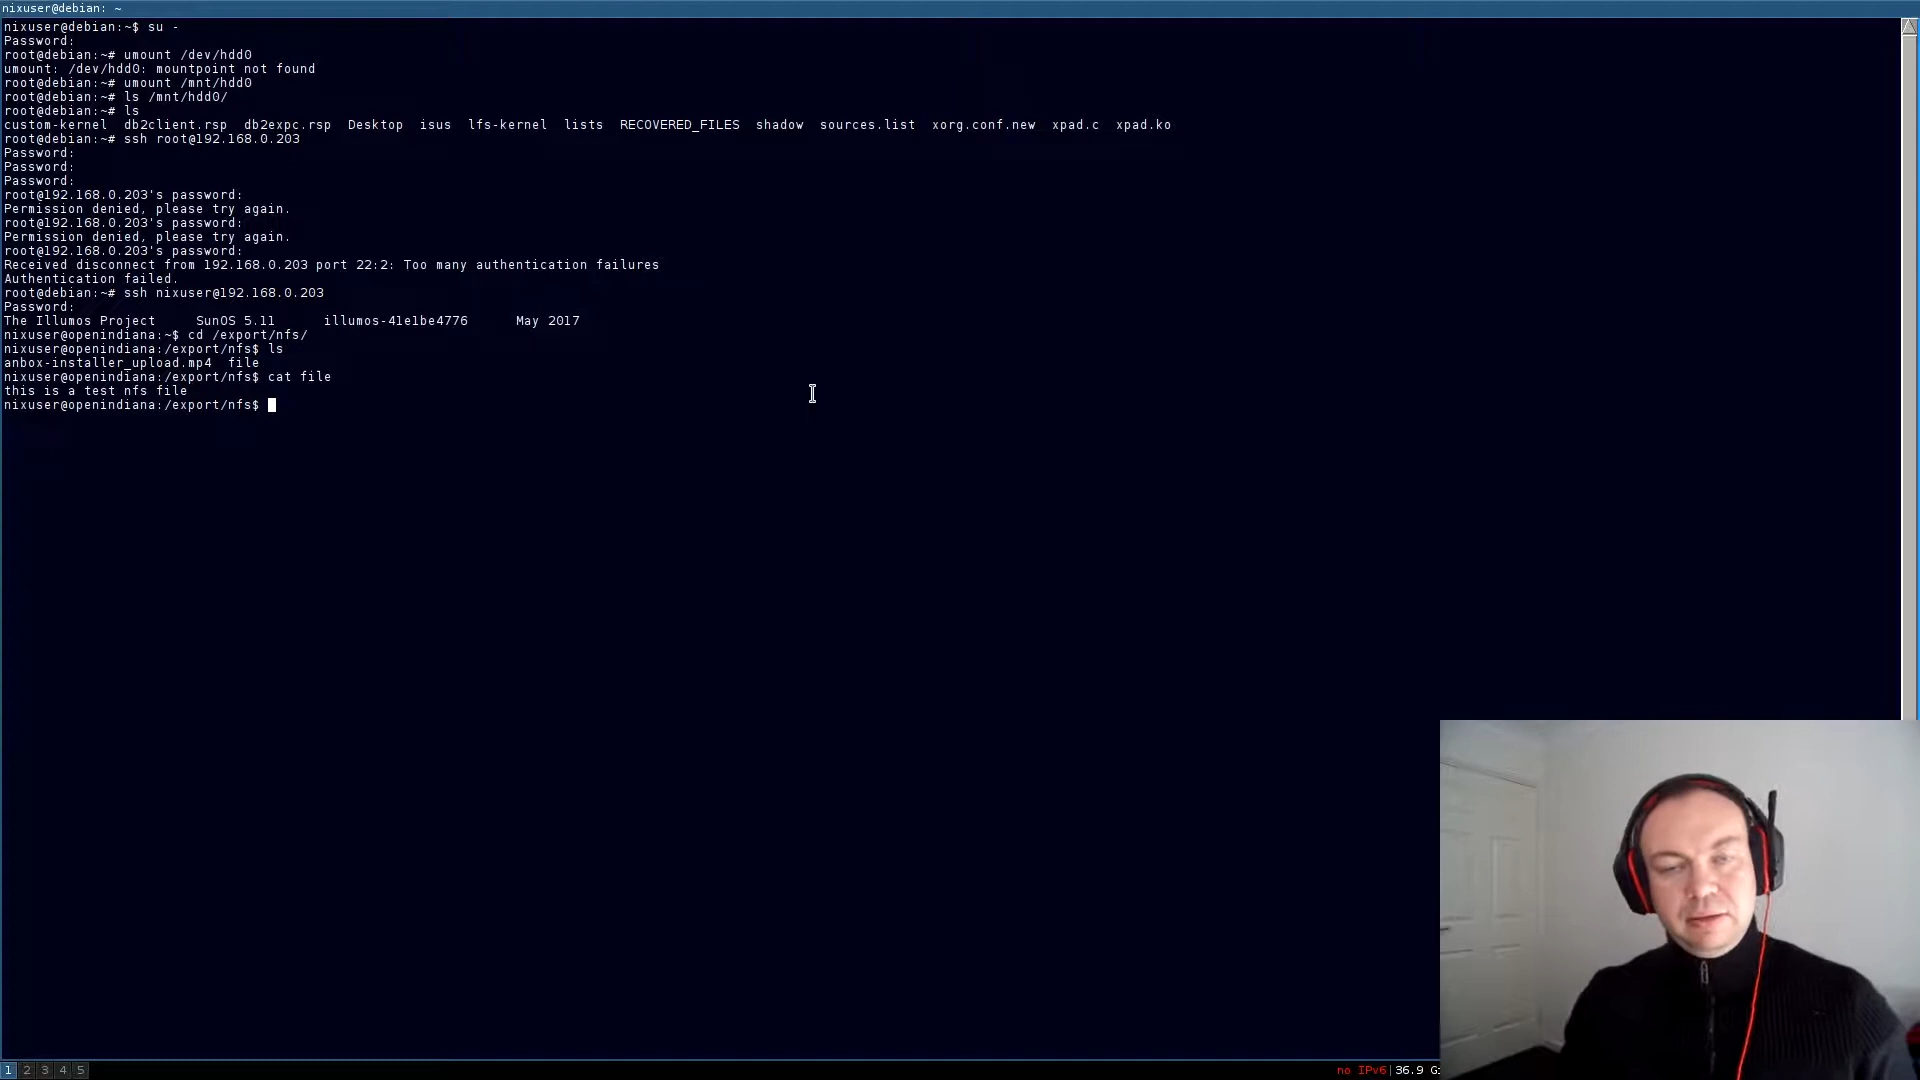 nixuser@debian: ~
nixuser@debian:~$ su -
Password:
root@debian:~# umount /dev/hdd0
umount: /dev/hdd0: mountpoint not found
root@debian:~# umount /mnt/hdd0
root@debian:~# ls /mnt/hdd0/
root@debian:~# ls
custom-kernel  db2client.rsp  db2expc.rsp  Desktop  isus  lfs-kernel  lists  RECOVERED_FILES  shadow  sources.list  xorg.conf.new  xpad.c  xpad.ko
root@debian:~# ssh root@192.168.0.203
Password:
Password:
Password:
root@192.168.0.203's password:
Permission denied, please try again.
root@192.168.0.203's password:
Permission denied, please try again.
root@192.168.0.203's password:
Received disconnect from 192.168.0.203 port 22:2: Too many authentication failures
Authentication failed.
root@debian:~# ssh nixuser@192.168.0.203
Password:
The Illumos Project     SunOS 5.11      illumos-41e1be4776      May 2017
nixuser@openindiana:~$ cd /export/nfs/
nixuser@openindiana:/export/nfs$ ls
anbox-installer_upload.mp4  file
nixuser@openindiana:/export/nfs$ cat file
this is a test nfs file
nixuser@openindiana:/export/nfs$
1 2 3 4 5
no IPv6|36.9 G